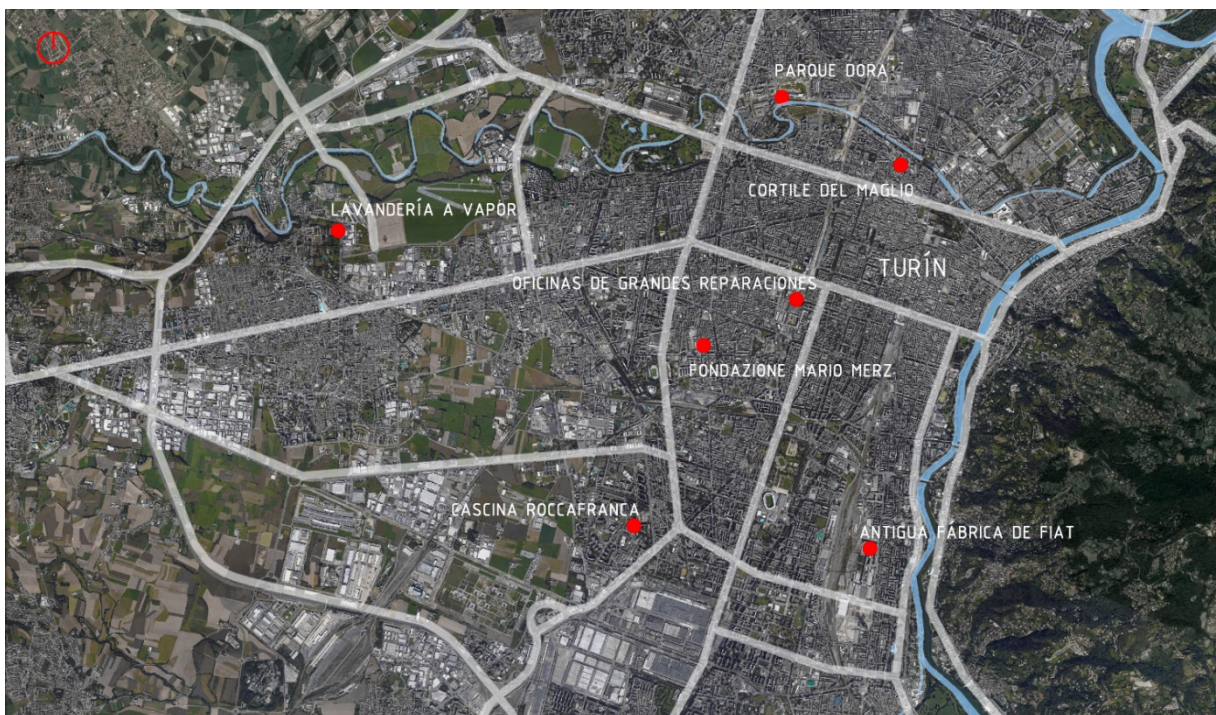 PARQUE DORA
CORTILE DEL MAGLIO
LAVANDERÍA A VAPOR
TURÍN
OFICINAS DE GRANDES REPARACIONES
FONDAZIONE MARIO MERZ
CASCINA ROCCAFRANCA
ANTIGUA FÁBRICA DE FIAT